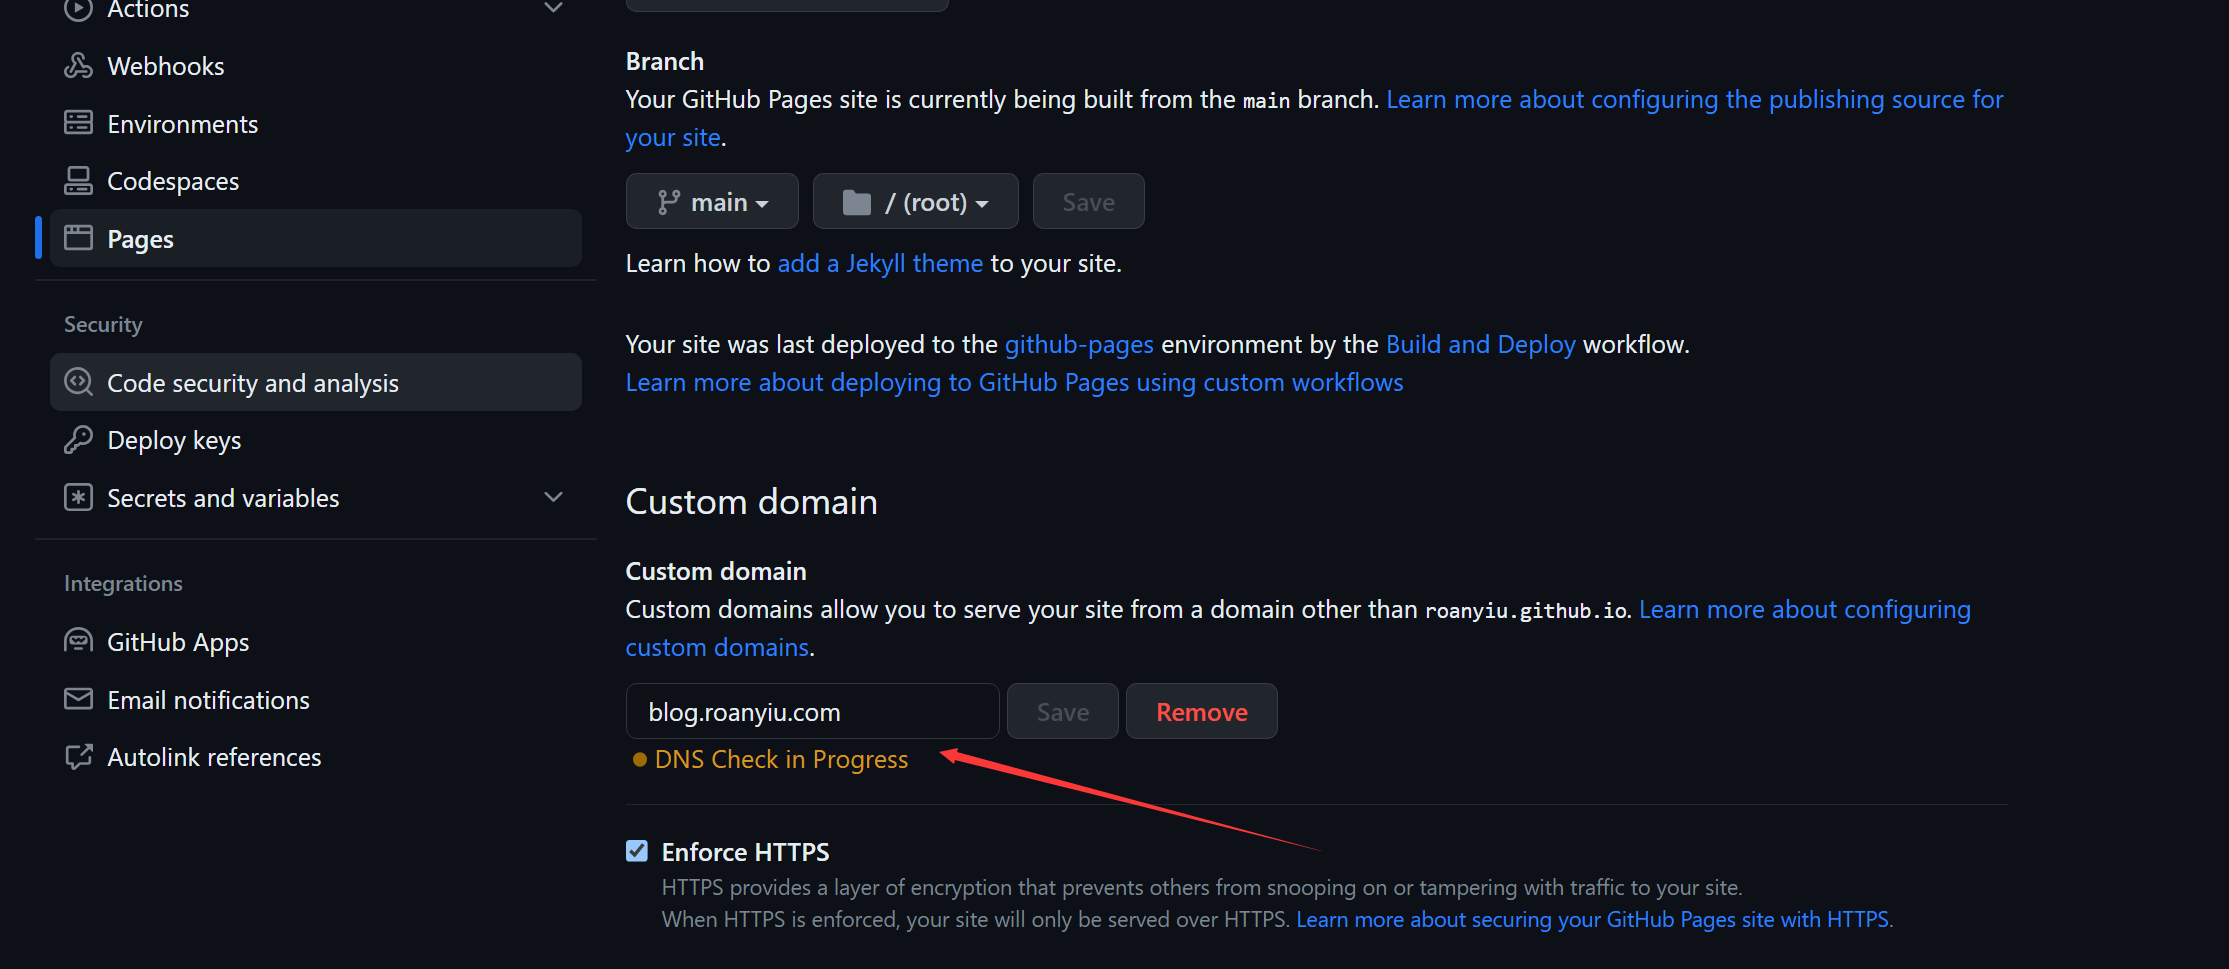 Actions
Webhooks
Environments
Codespaces
Pages
Security
Code security and analysis
Deploy keys
Secrets and variables
Integrations
GitHub Apps
Email notifications
Autolink references
Branch
Your GitHub Pages site is currently being built from the main branch. Learn more about configuring the publishing source for
your site.
main
/ (root)
Save
Learn how to add a Jekyll theme to your site.
Your site was last deployed to the github-pages environment by the Build and Deploy workflow.
Learn more about deploying to GitHub Pages using custom workflows
Custom domain
Custom domain
Custom domains allow you to serve your site from a domain other than roanyiu.github.io. Learn more about configuring
custom domains.
blog.roanyiu.com
Save
Remove
DNS Check in Progress
Enforce HTTPS
HTTPS provides a layer of encryption that prevents others from snooping on or tampering with traffic to your site.
When HTTPS is enforced, your site will only be served over HTTPS. Learn more about securing your GitHub Pages site with HTTPS.